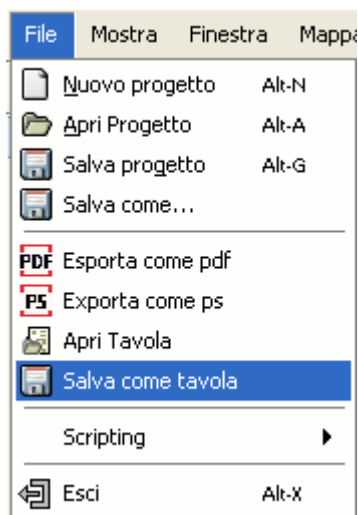 File Mostra Finestra Mappa
Nuovo progetto Alt-N
Apri Progetto Alt-A
Salva progetto Alt-G
Salva come...
PDF Esporta come pdf
PS Exporta come ps
Apri Tavola
Salva come tavola
Scripting
Esci Alt-X